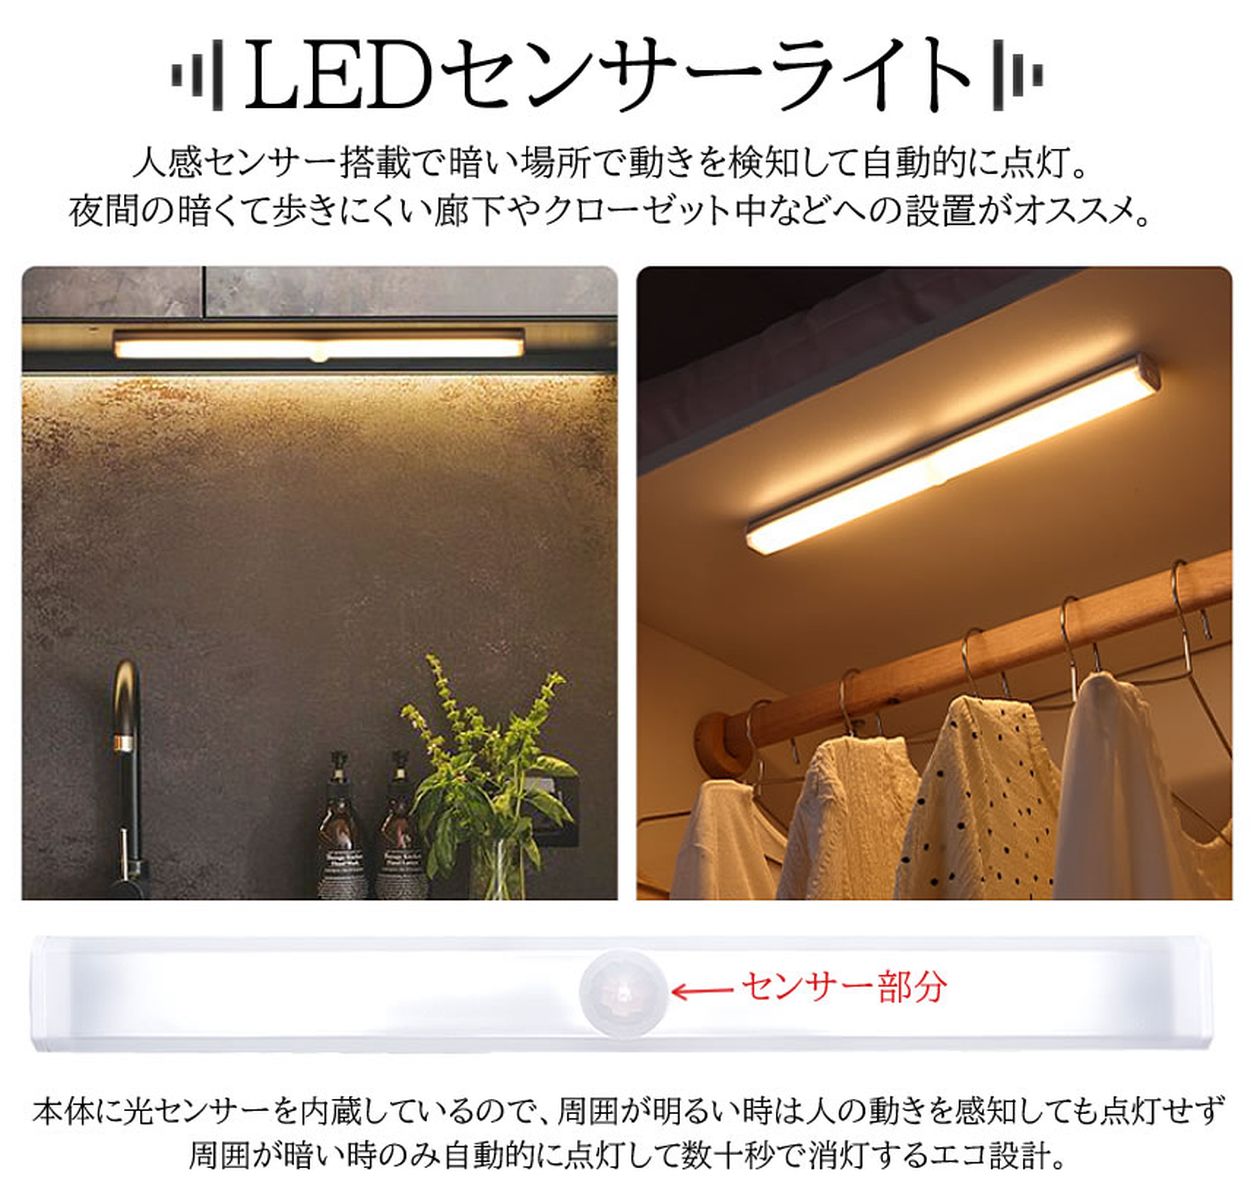 LEDセンサーライト
人感センサー搭載で暗い場所で動きを検知して自動的に点灯。
夜間の暗くて歩きにくい廊下やクローゼット中などへの設置がオススメ。
センサー部分
本体に光センサーを内蔵しているので、周囲が明るい時は人の動きを感知しても点灯せず
周囲が暗い時のみ自動的に点灯して数十秒で消灯するエコ設計。